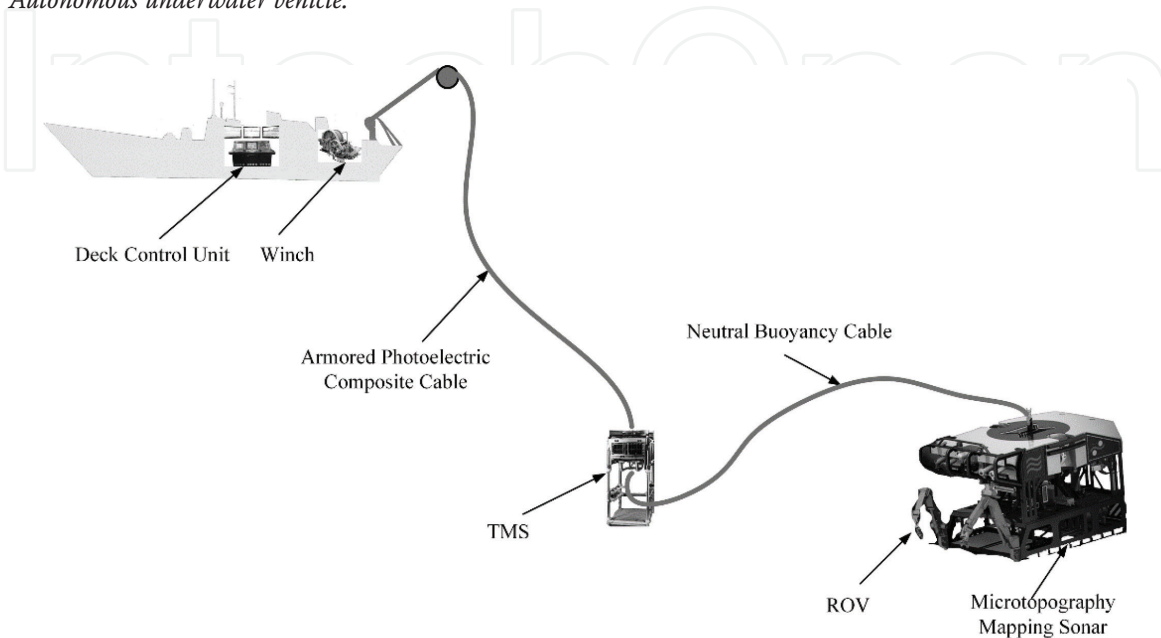 Autonomous underwater vehicle.
IntechOpen
Deck Control Unit
Winch
Armored Photoelectric
Composite Cable
Neutral Buoyancy Cable
TMS
ROV
Microtopography
Mapping Sonar